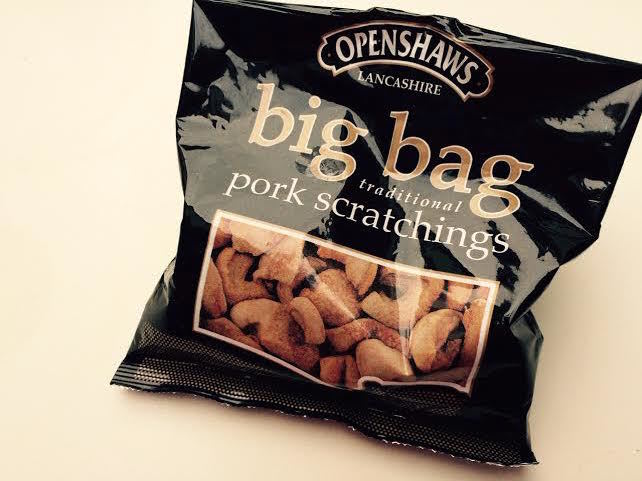 OPENSHAWS
LANCASHIRE
big bag
traditional
pork scratchings